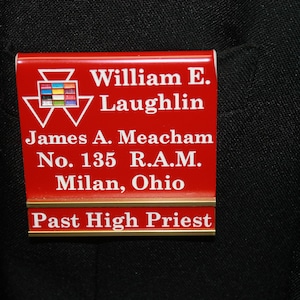 William E.
Laughlin
James A. Meacham
No. 135 R.A.M.
Milan, Ohio
Past High Priest